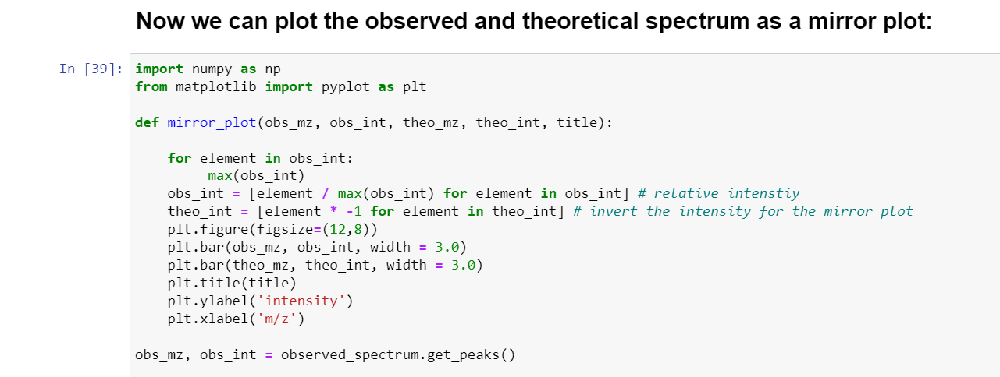 Now we can plot the observed and theoretical spectrum as a mirror plot:
In [39]: import numpy as np
from matplotlib import pyplot as plt
def mirror_plot(obs_mz, obs_int, theo_mz, theo_int, title):
    for element in obs_int:
         max(obs_int)
    obs_int = [element / max(obs_int) for element in obs_int] # relative intenstiy
    theo_int = [element * -1 for element in theo_int] # invert the intensity for the mirror plot
    plt.figure(figsize=(12,8))
    plt.bar(obs_mz, obs_int, width = 3.0)
    plt.bar(theo_mz, theo_int, width = 3.0)
    plt.title(title)
    plt.ylabel('intensity')
    plt.xlabel('m/z')
obs_mz, obs_int = observed_spectrum.get_peaks()